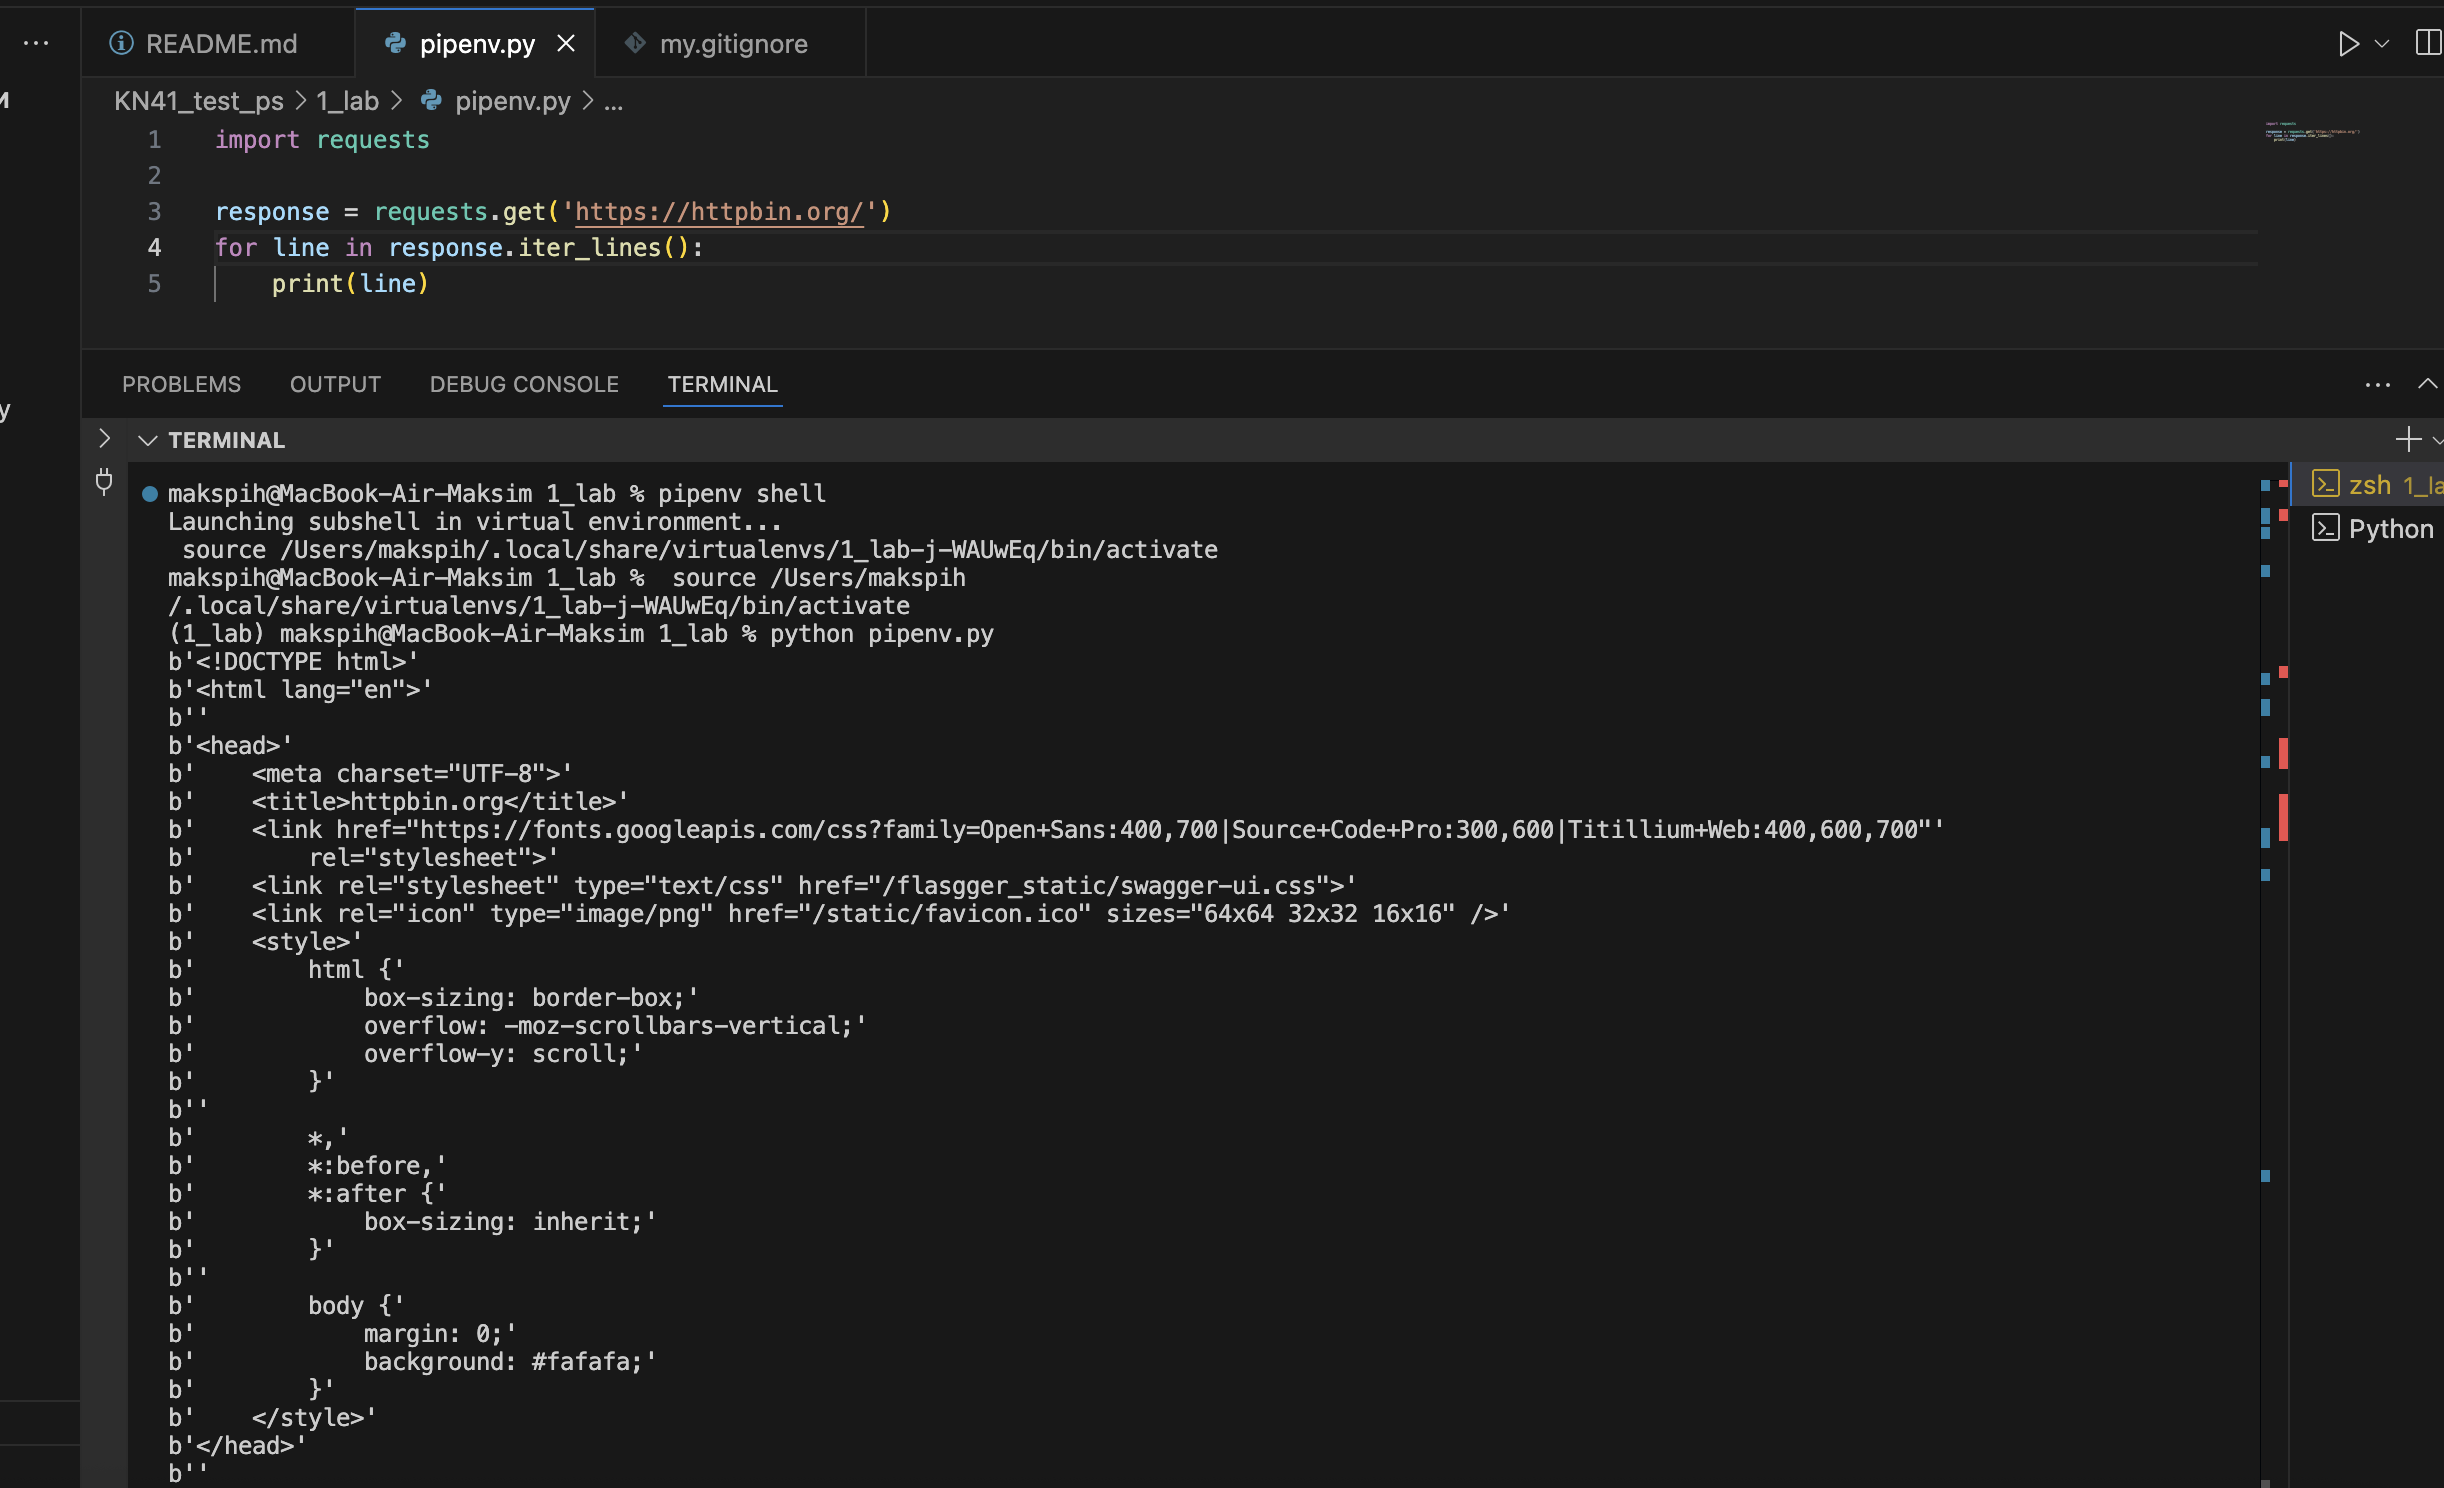 README.md
pipenv.py
my.gitignore
KN41_test_ps > 1_lab > pipenv.py > ...
1 import requests
2
3 response = requests.get('https://httpbin.org/')
4 for line in response.iter_lines():
5     print(line)
PROBLEMS OUTPUT DEBUG CONSOLE TERMINAL
TERMINAL
makspih@MacBook-Air-Maksim 1_lab % pipenv shell
Launching subshell in virtual environment...
 source /Users/makspih/.local/share/virtualenvs/1_lab-j-WAUwEq/bin/activate
makspih@MacBook-Air-Maksim 1_lab %  source /Users/makspih
/.local/share/virtualenvs/1_lab-j-WAUwEq/bin/activate
(1_lab) makspih@MacBook-Air-Maksim 1_lab % python pipenv.py
b'<!DOCTYPE html>'
b'<html lang="en">'
b''
b'<head>'
b'    <meta charset="UTF-8">'
b'    <title>httpbin.org</title>'
b'    <link href="https://fonts.googleapis.com/css?family=Open+Sans:400,700|Source+Code+Pro:300,600|Titillium+Web:400,600,700"'
b'        rel="stylesheet">'
b'    <link rel="stylesheet" type="text/css" href="/flasgger_static/swagger-ui.css">'
b'    <link rel="icon" type="image/png" href="/static/favicon.ico" sizes="64x64 32x32 16x16" />'
b'    <style>'
b'        html {'
b'            box-sizing: border-box;'
b'            overflow: -moz-scrollbars-vertical;'
b'            overflow-y: scroll;'
b'        }'
b''
b'        *,'
b'        *:before,'
b'        *:after {'
b'            box-sizing: inherit;'
b'        }'
b''
b'        body {'
b'            margin: 0;'
b'            background: #fafafa;'
b'        }'
b'    </style>'
b'</head>'
b''
zsh 1_la
Python